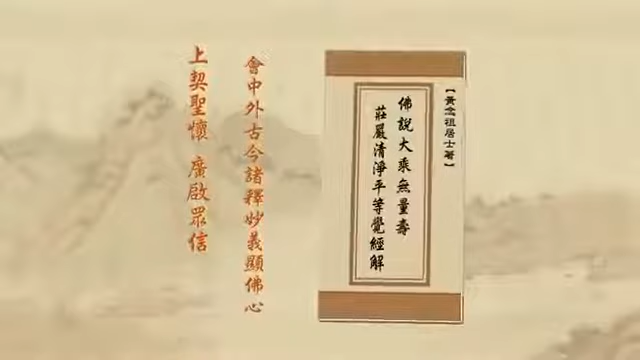 【黃念祖居士著】
佛說大乘無量壽
莊嚴清淨平等覺經解
會中外古今諸釋妙義顯佛心
上契聖懷 廣啟眾信